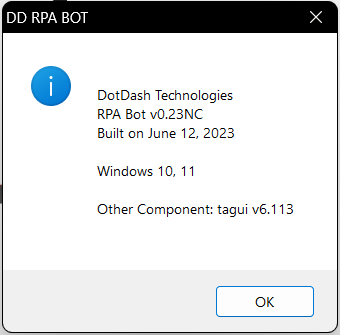 DD RPA BOT
DotDash Technologies
RPA Bot v0.23NC
Built on June 12, 2023
Windows 10, 11
Other Component: tagui v6.113
OK